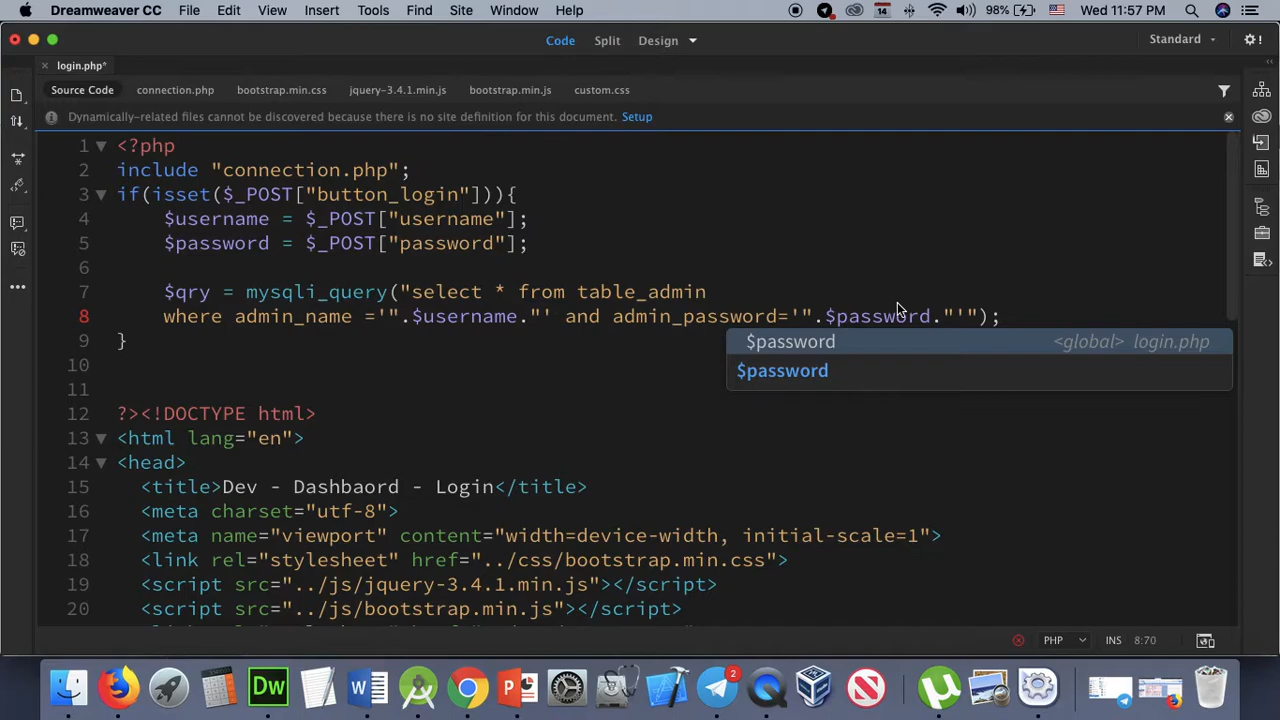 Dreamweaver CC File Edit View Insert Tools Find Site Window Help 14 98% Wed 11:57 PM
Code Split Design Standard
login.php*
Source Code connection.php bootstrap.min.css jquery-3.4.1.min.js bootstrap.min.js custom.css
Dynamically-related files cannot be discovered because there is no site definition for this document. Setup
1 <?php
2 include "connection.php";
3 if(isset($_POST["button_login"])){
4 $username = $_POST["username"];
5 $password = $_POST["password"];
6
7 $qry = mysqli_query("select * from table_admin
8 where admin_name ='".$username."' and admin_password='".$password."'");
$password <global> login.php
9 }
$password
10
11
12 ?><!DOCTYPE html>
13 <html lang="en">
14 <head>
15 <title>Dev - Dashbaord - Login</title>
16 <meta charset="utf-8">
17 <meta name="viewport" content="width=device-width, initial-scale=1">
18 <link rel="stylesheet" href="../css/bootstrap.min.css">
19 <script src="../js/jquery-3.4.1.min.js"></script>
20 <script src="../js/bootstrap.min.js"></script>
PHP INS 8:70
Dw
2